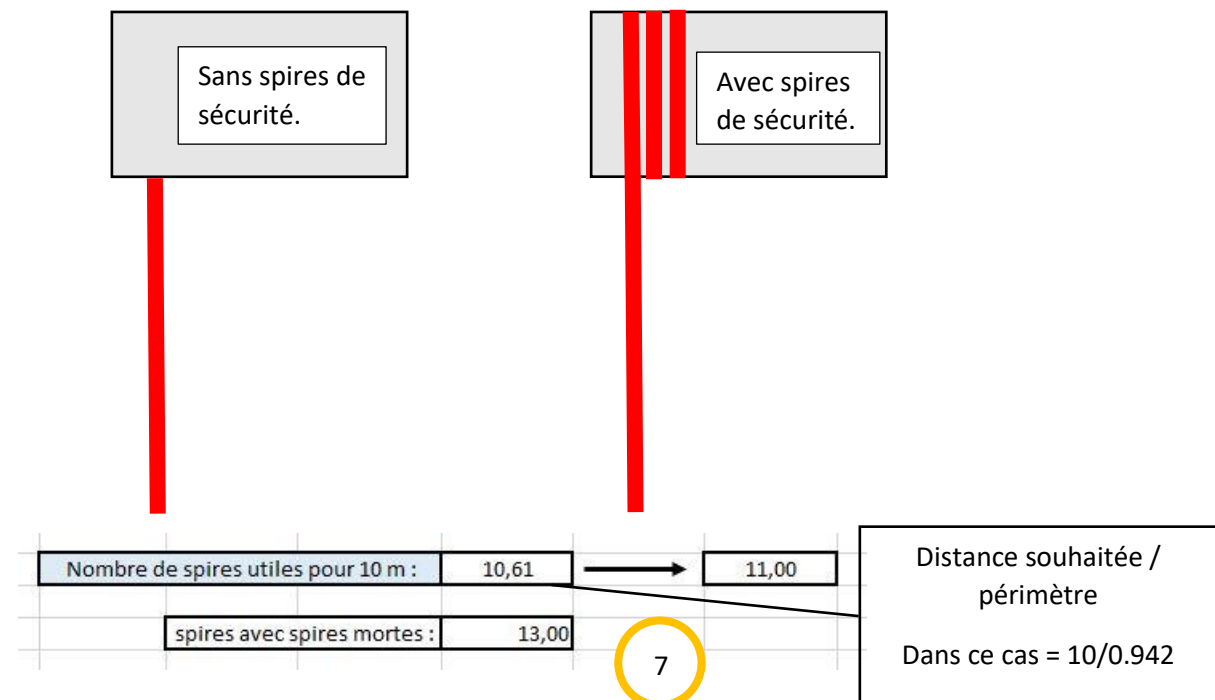 Sans spires de
sécurité.
Avec spires
de sécurité.
Nombre de spires utiles pour 10 m :
10,61
11,00
spires avec spires mortes :
13,00
7
Distance souhaitée /
périmètre
Dans ce cas = 10/0.942